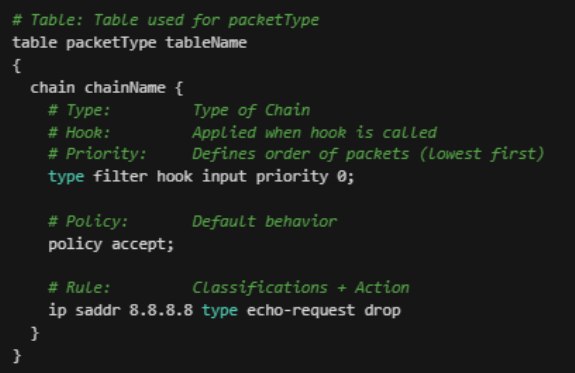 # Table: Table used for packetType
table packetType tableName
{
  chain chainName {
    # Type:        Type of Chain
    # Hook:        Applied when hook is called
    # Priority:    Defines order of packets (lowest first)
    type filter hook input priority 0;

    # Policy:      Default behavior
    policy accept;

    # Rule:        Classifications + Action
    ip saddr 8.8.8.8 type echo-request drop
  }
}